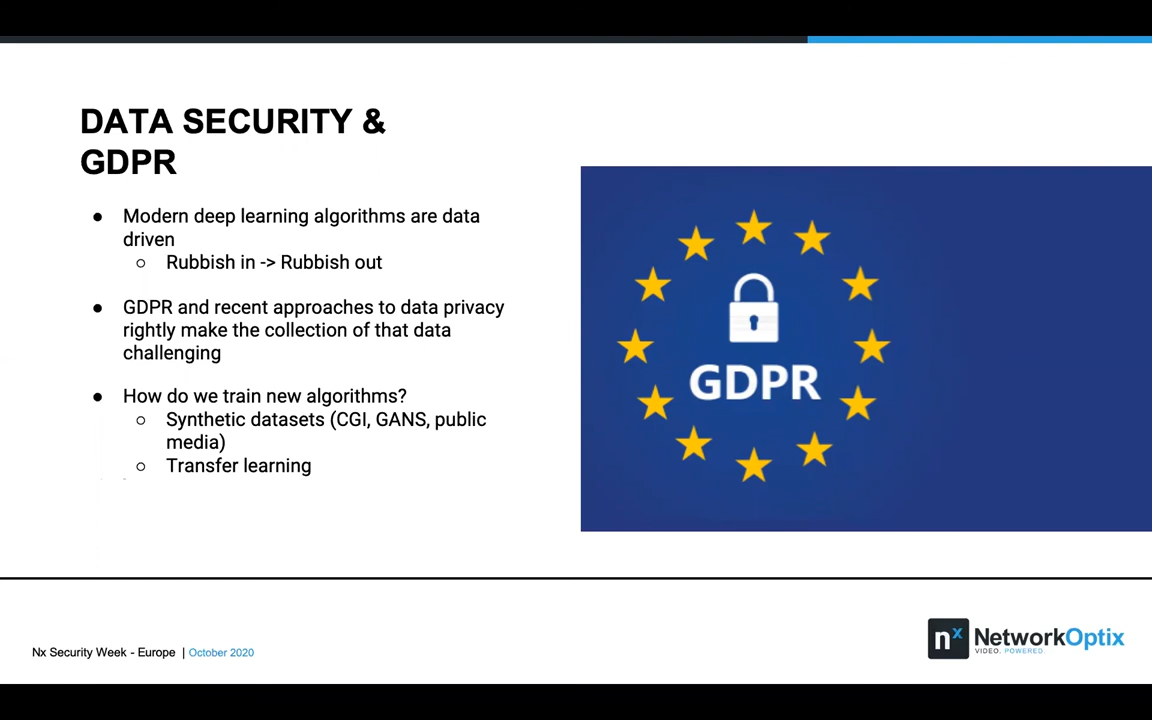 DATA SECURITY &
GDPR
● Modern deep learning algorithms are data
driven
○ Rubbish in -> Rubbish out
● GDPR and recent approaches to data privacy
rightly make the collection of that data
challenging
● How do we train new algorithms?
○ Synthetic datasets (CGI, GANS, public
media)
○ Transfer learning
GDPR
Nx Security Week - Europe | October 2020
nx NetworkOptix
VIDEO. POWERED.